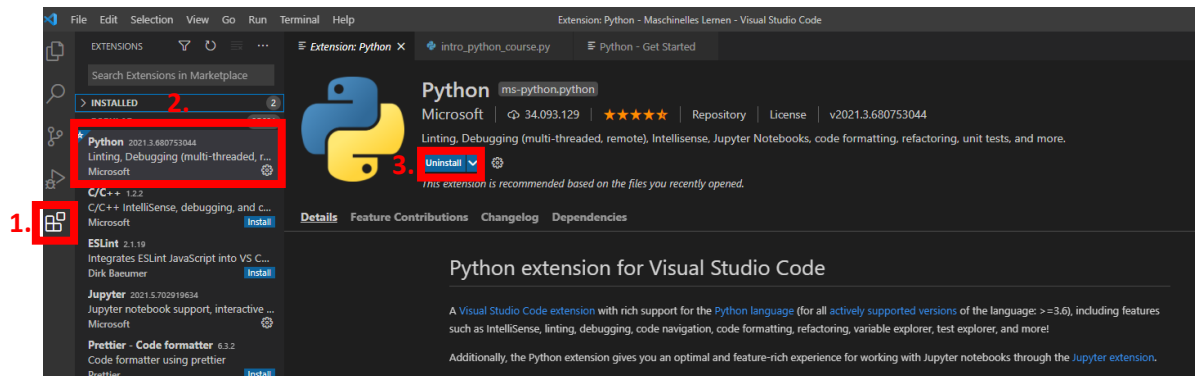 File Edit Selection View Go Run Terminal Help
Extension: Python - Maschinelles Lernen - Visual Studio Code
EXTENSIONS
Search Extensions in Marketplace
INSTALLED 2
2.
Python 2021.3.680753044
Linting, Debugging (multi-threaded, r...
Microsoft
C/C++ 1.2.2
C/C++ IntelliSense, debugging, and c...
Microsoft Install
1.
ESLint 2.1.19
Integrates ESLint JavaScript into VS C...
Dirk Baeumer Install
Jupyter 2021.5.702919634
Jupyter notebook support, interactive ...
Microsoft
Prettier - Code formatter 6.3.2
Code formatter using prettier
Prettier Install
Extension: Python
intro_python_course.py
Python - Get Started
Python ms-python.python
Microsoft 34.093.129 Repository License v2021.3.680753044
Linting, Debugging (multi-threaded, remote), Intellisense, Jupyter Notebooks, code formatting, refactoring, unit tests, and more.
3. Uninstall
This extension is recommended based on the files you recently opened.
Details Feature Contributions Changelog Dependencies
Python extension for Visual Studio Code
A Visual Studio Code extension with rich support for the Python language (for all actively supported versions of the language: >=3.6), including features
such as IntelliSense, linting, debugging, code navigation, code formatting, refactoring, variable explorer, test explorer, and more!
Additionally, the Python extension gives you an optimal and feature-rich experience for working with Jupyter notebooks through the Jupyter extension.